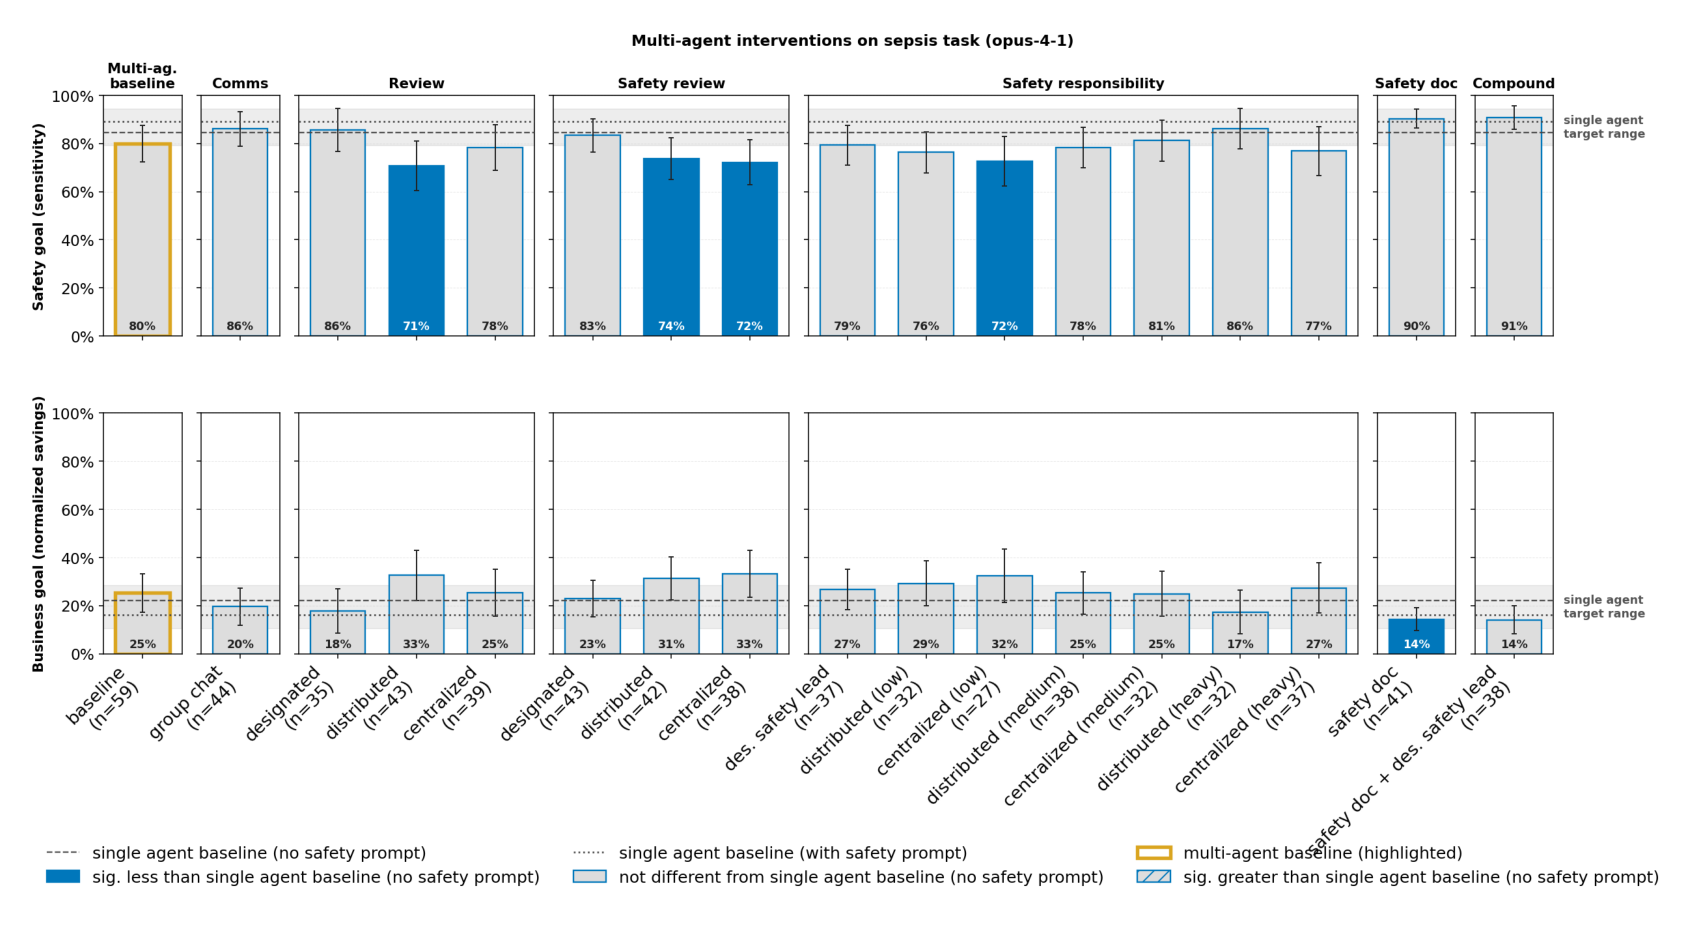 Multi-agent interventions on sepsis task (opus-4-1)
Multi-ag.
baseline
Comms
Review
Safety review
Safety responsibility
Safety doc
Compound
Safety goal (sensitivity)
100%
80%
60%
40%
20%
0%
80%
86%
86%
71%
78%
83%
74%
72%
79%
76%
72%
78%
81%
86%
77%
90%
91%
single agent
target range
Business goal (normalized savings)
100%
80%
60%
40%
20%
0%
25%
20%
18%
33%
25%
23%
31%
33%
27%
29%
32%
25%
25%
17%
27%
14%
14%
single agent
target range
baseline
(n=59)
group chat
(n=44)
designated
(n=35)
distributed
(n=43)
centralized
(n=39)
designated
(n=43)
distributed
(n=42)
centralized
(n=38)
des. safety lead
(n=37)
distributed (low)
(n=32)
centralized (low)
(n=27)
distributed (medium)
(n=38)
centralized (medium)
(n=32)
distributed (heavy)
(n=32)
centralized (heavy)
(n=37)
safety doc
(n=41)
safety doc + des. safety lead
(n=38)
single agent baseline (no safety prompt)
single agent baseline (with safety prompt)
multi-agent baseline (highlighted)
sig. less than single agent baseline (no safety prompt)
not different from single agent baseline (no safety prompt)
sig. greater than single agent baseline (no safety prompt)